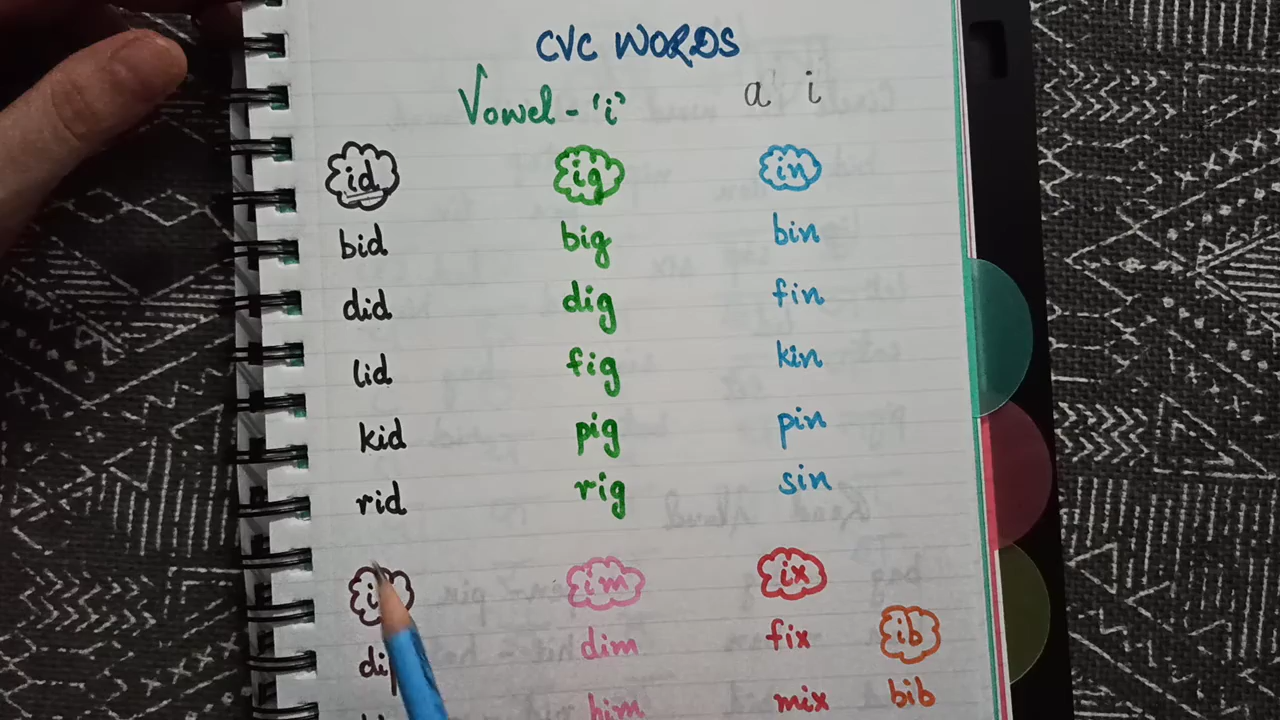 CVC WORDS
Vowel - 'i' a i
id ig in
bid big bin
did dig fin
lid fig kin
kid pig pin
rid rig sin
im ix
dim fix ib
him mix bib